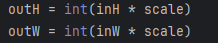 outH = int(inH * scale)
outW = int(inW * scale)